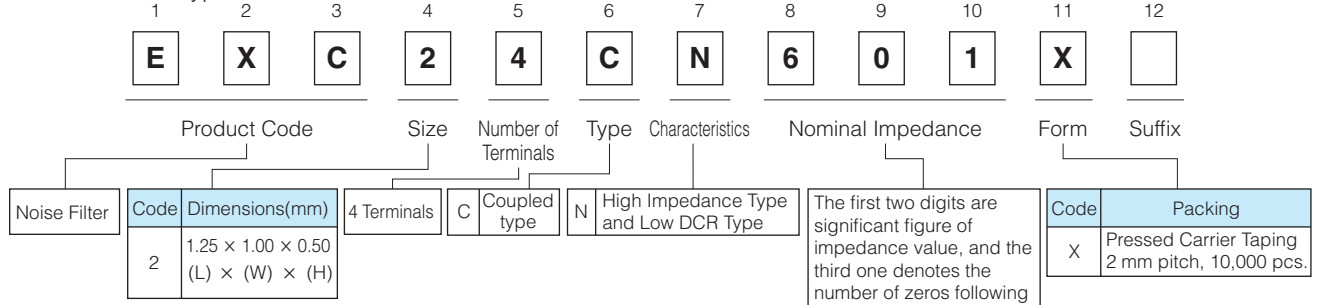 1 2 3 4 5 6 7 8 9 10 11 12
E X C 2 4 C N 6 0 1 X
Product Code Size Number of Terminals Type Characteristics Nominal Impedance Form Suffix
Noise Filter
Code Dimensions(mm)
2 1.25 × 1.00 × 0.50
(L) × (W) × (H)
4 Terminals
C Coupled
type
N High Impedance Type
and Low DCR Type
The first two digits are
significant figure of
impedance value, and the
third one denotes the
number of zeros following
Code Packing
X Pressed Carrier Taping
2 mm pitch, 10,000 pcs.